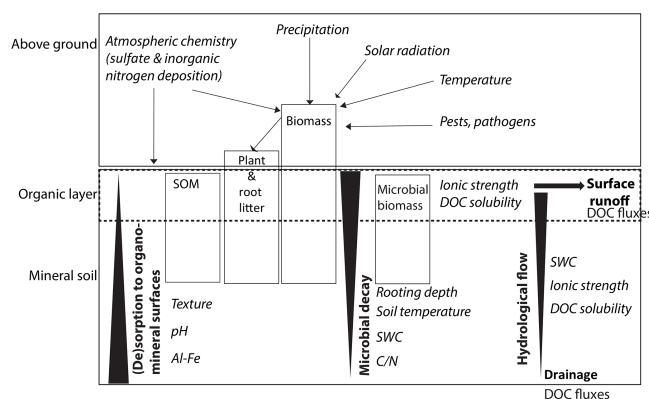 Above ground
Atmospheric chemistry
(sulfate & inorganic
nitrogen deposition)
Precipitation
Solar radiation
Temperature
Pests, pathogens
Biomass
Plant
&
root
litter
Organic layer
SOM
Microbial
biomass
Ionic strength
DOC solubility
Surface
runoff
DOC fluxes
Mineral soil
(De)sorption to organo-
mineral surfaces
Texture
pH
Al-Fe
Microbial decay
Rooting depth
Soil temperature
SWC
C/N
Hydrological flow
SWC
Ionic strength
DOC solubility
Drainage
DOC fluxes